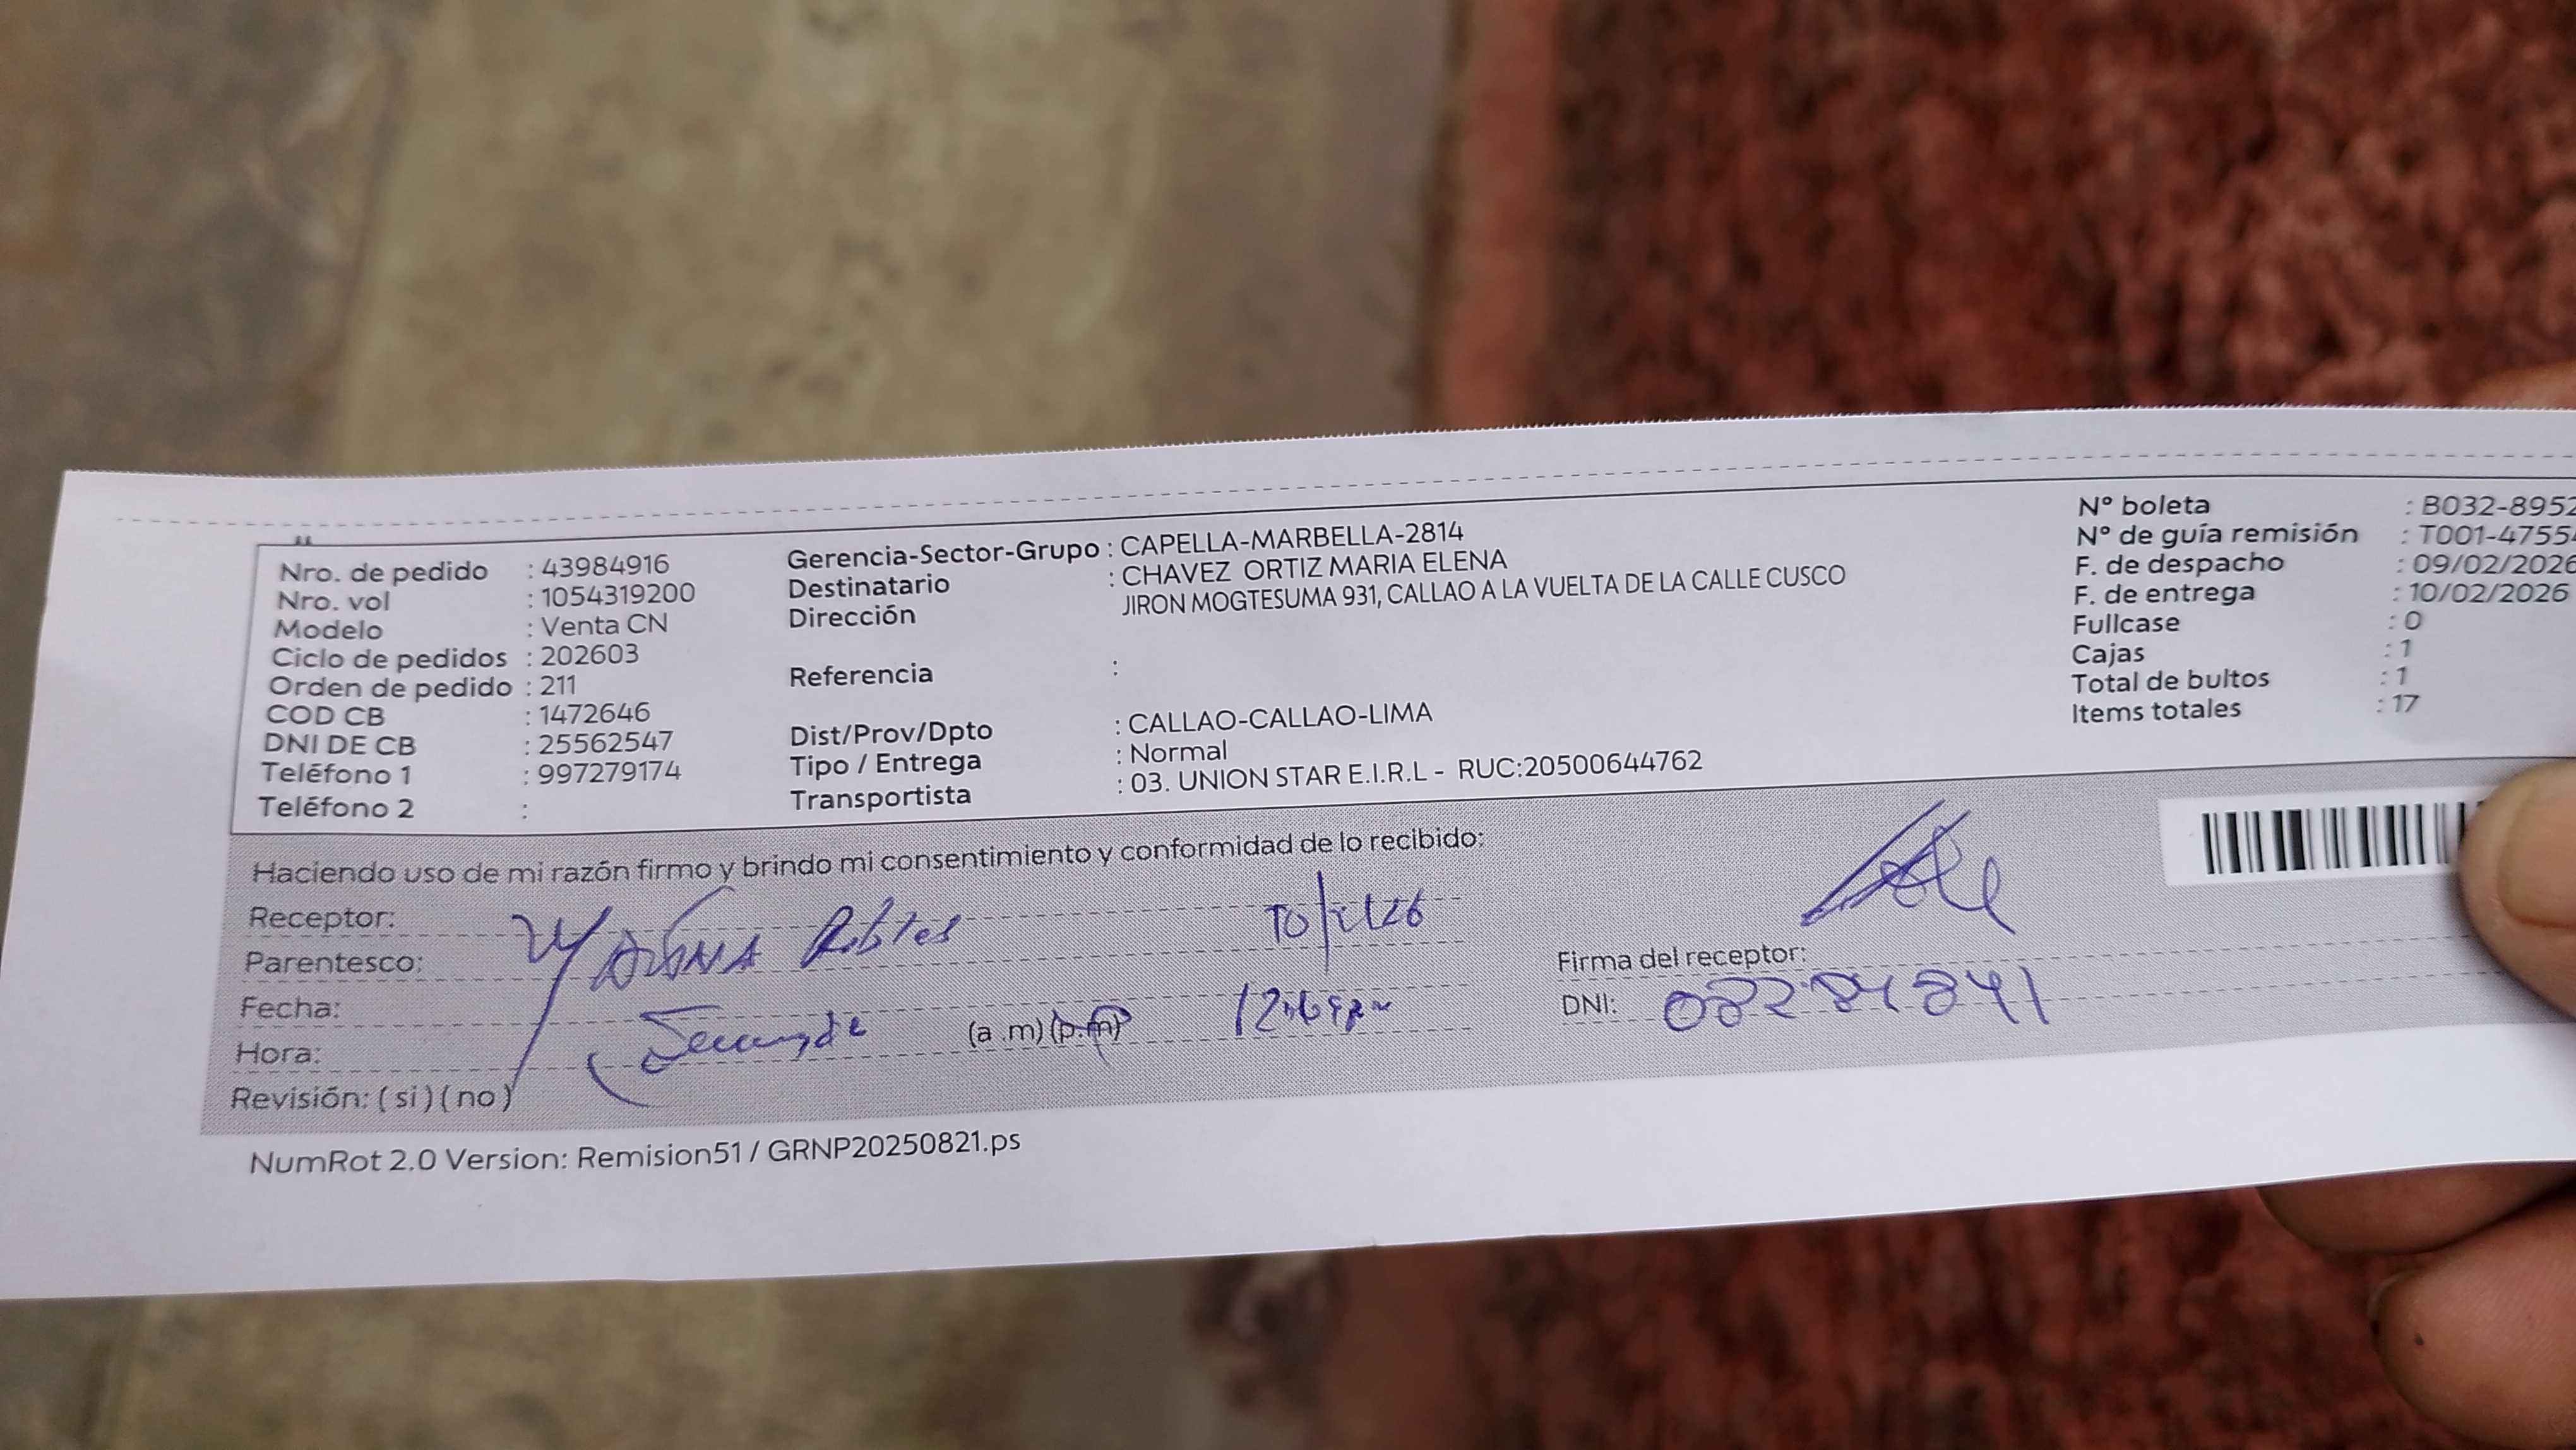 Nro. de pedido : 43984916
Nro. vol : 1054319200
Modelo : Venta CN
Ciclo de pedidos : 202603
Orden de pedido : 211
COD CB : 1472646
DNI DE CB : 25562547
Teléfono 1 : 997279174
Teléfono 2 :
Gerencia-Sector-Grupo : CAPELLA-MARBELLA-2814
Destinatario : CHAVEZ ORTIZ MARIA ELENA
Dirección JIRON MOGTESUMA 931, CALLAO A LA VUELTA DE LA CALLE CUSCO
Referencia :
Dist/Prov/Dpto : CALLAO-CALLAO-LIMA
Tipo / Entrega : Normal
Transportista : 03. UNION STAR E.I.R.L - RUC:20500644762
Nº boleta : B032-8952
Nº de guía remisión : T001-4755
F. de despacho : 09/02/2026
F. de entrega : 10/02/2026
Fullcase : 0
Cajas : 1
Total de bultos : 1
Items totales : 17
Haciendo uso de mi razón firmo y brindo mi consentimiento y conformidad de lo recibido:
Receptor: Robles
Parentesco:
Fecha:
Hora: (a .m) (p.m)
Revisión: ( si ) ( no )
Firma del receptor:
DNI:
NumRot 2.0 Version: Remision51 / GRNP20250821.ps